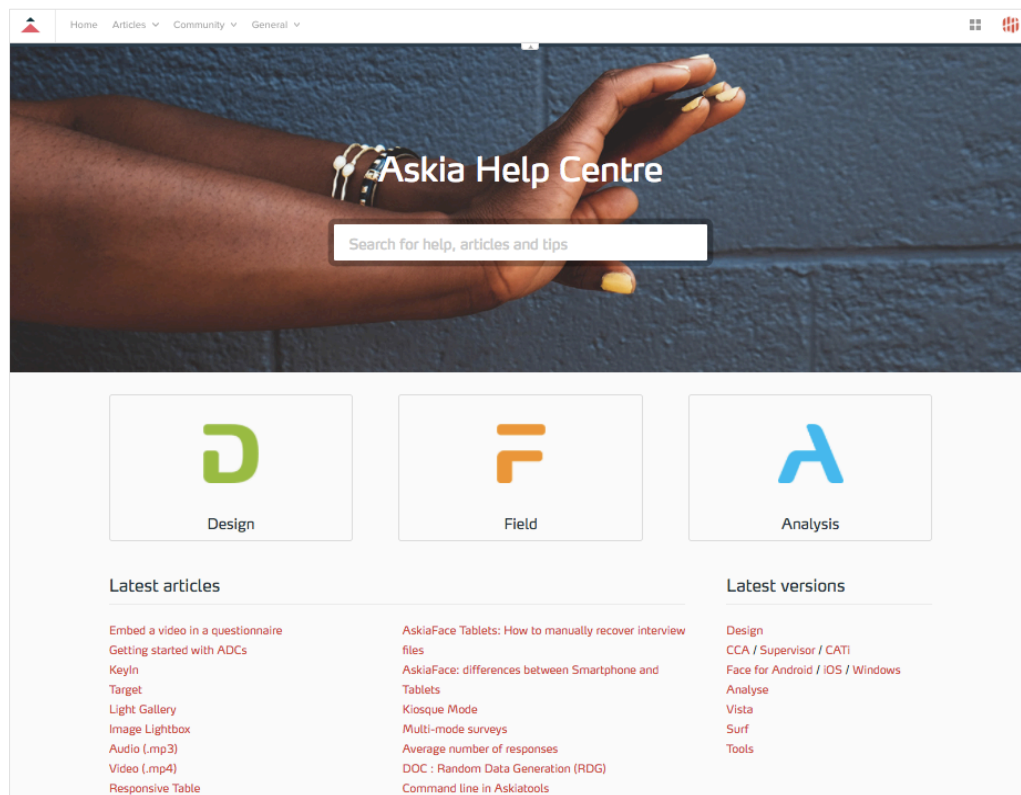 Home Articles Community General
Askia Help Centre
Search for help, articles and tips
D
F
A
Design
Field
Analysis
Latest articles
Embed a video in a questionnaire
Getting started with ADCs
KeyIn
Target
Light Gallery
Image Lightbox
Audio (.mp3)
Video (.mp4)
Responsive Table
AskiaFace Tablets: How to manually recover interview
files
AskiaFace: differences between Smartphone and
Tablets
Kiosque Mode
Multi-mode surveys
Average number of responses
DOC : Random Data Generation (RDG)
Command line in Askiatools
Latest versions
Design
CCA / Supervisor / CATi
Face for Android / iOS / Windows
Analyse
Vista
Surf
Tools